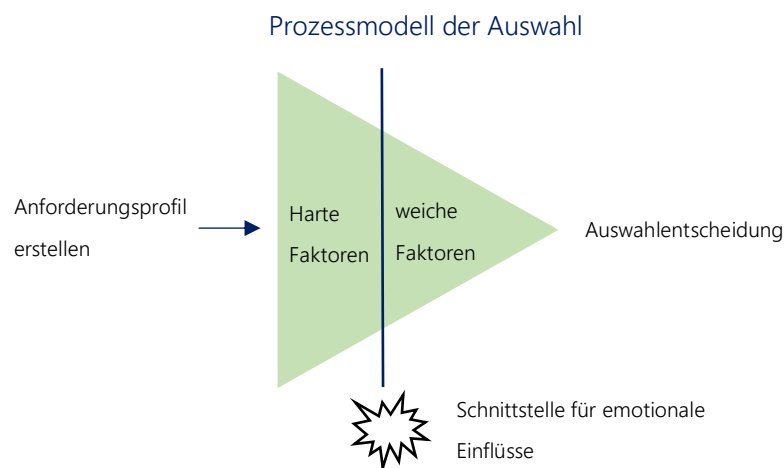 Prozessmodell der Auswahl
Anforderungsprofil
erstellen
Harte
Faktoren
weiche
Faktoren
Auswahlentscheidung
Schnittstelle für emotionale
Einflüsse